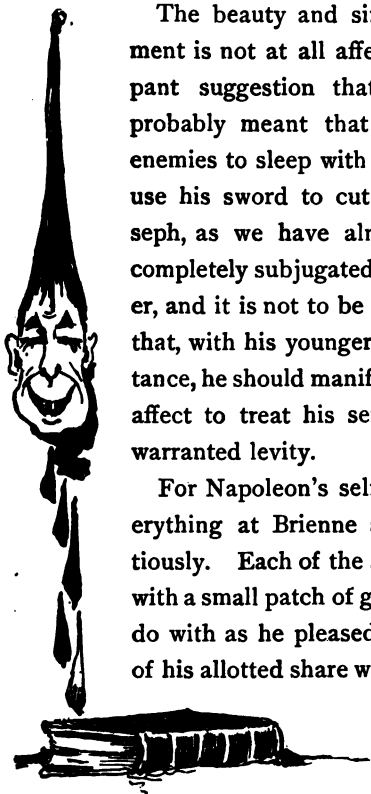 The beauty and si
ment is not at all affe
pant suggestion that
probably meant that
enemies to sleep with
use his sword to cut
seph, as we have alr
completely subjugated
er, and it is not to be
that, with his younger
tance, he should manif
affect to treat his se
warranted levity.
For Napoleon's self
erything at Brienne
tiously. Each of the
with a small patch of g
do with as he pleased
of his allotted share w